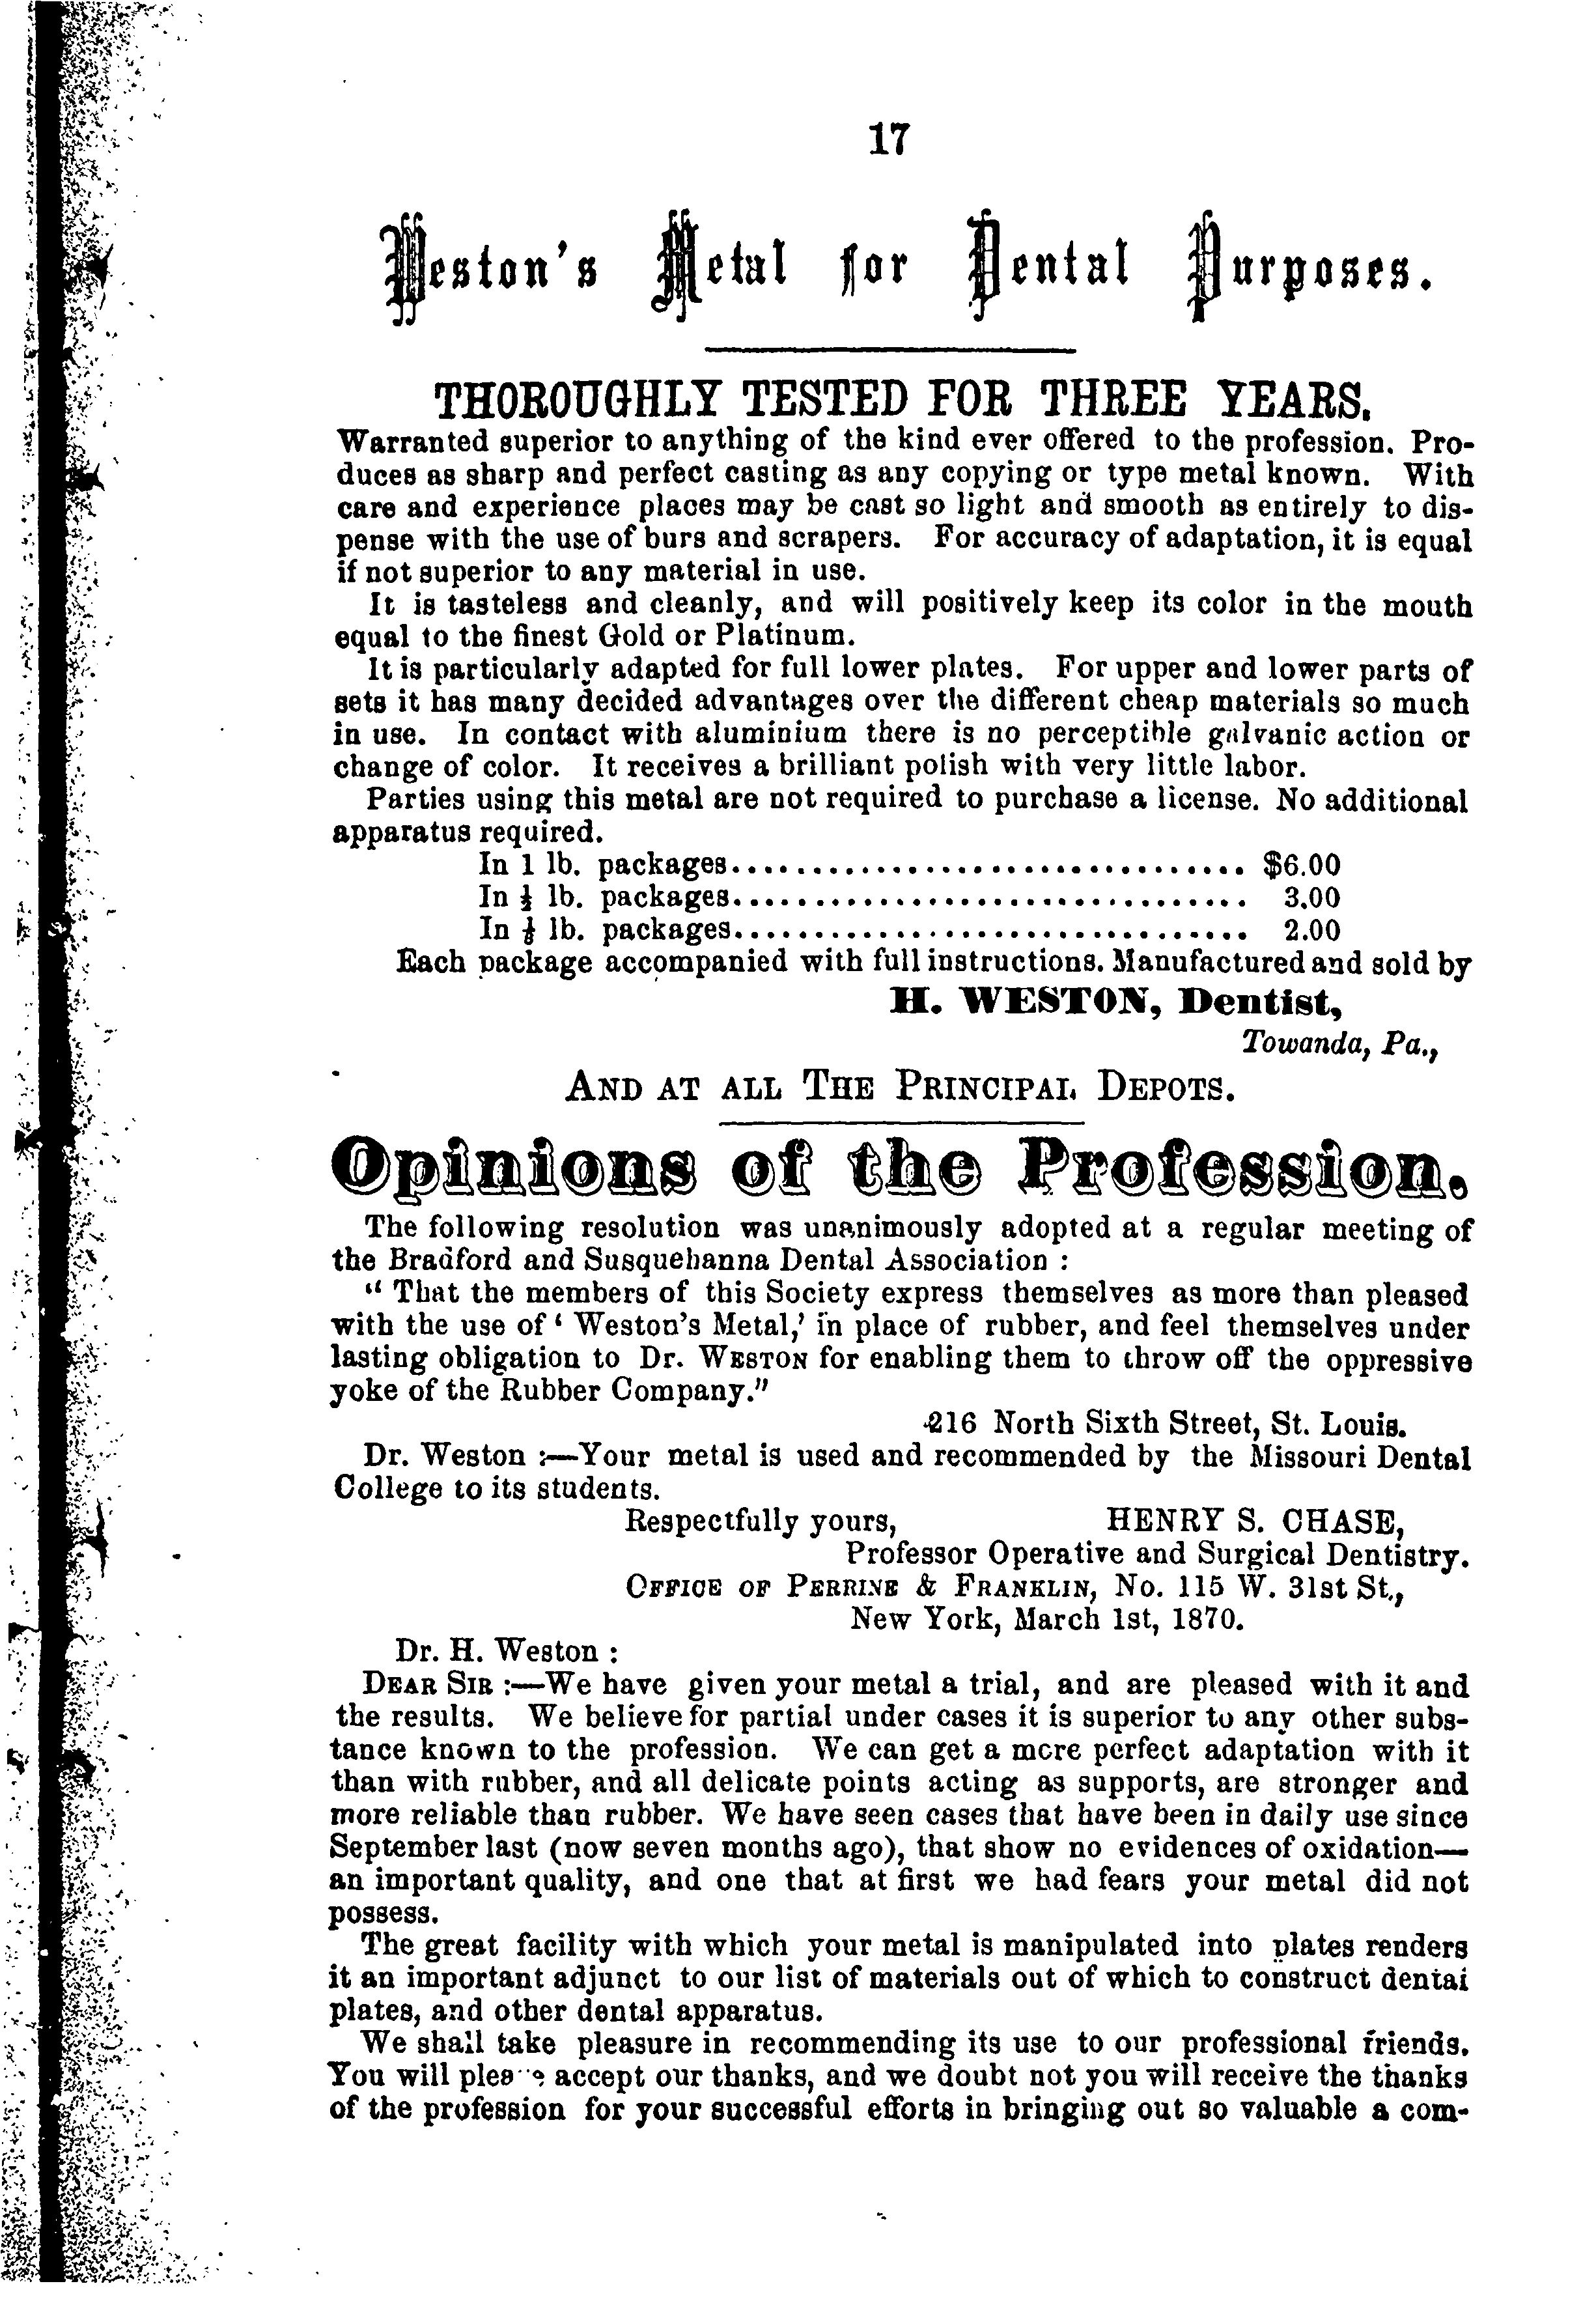 17
Weston's Metal for Dental Purposes.
THOROUGHLY TESTED FOR THREE YEARS.
Warranted superior to anything of the kind ever offered to the profession. Pro-
duces as sharp and perfect casting as any copying or type metal known. With
care and experience places may be cast so light and smooth as entirely to dis-
pense with the use of burs and scrapers. For accuracy of adaptation, it is equal
if not superior to any material in use.
It is tasteless and cleanly, and will positively keep its color in the mouth
equal to the finest Gold or Platinum.
It is particularly adapted for full lower plates. For upper and lower parts of
sets it has many decided advantages over the different cheap materials so much
in use. In contact with aluminium there is no perceptible galvanic action or
change of color. It receives a brilliant polish with very little labor.
Parties using this metal are not required to purchase a license. No additional
apparatus required.
In 1 lb. packages................................ $6.00
In ½ lb. packages................................ 3.00
In lb. packages................................ 2.00
Each package accompanied with full instructions. Manufactured and sold by
H. WESTON, Dentist,
Towanda, Pa.,
AND AT ALL THE PRINCIPAL DEPOTS.
Opinions of the Profession.
The following resolution was unanimously adopted at a regular meeting of
the Bradford and Susquehanna Dental Association :
"That the members of this Society express themselves as more than pleased
with the use of ' Weston's Metal,' in place of rubber, and feel themselves under
lasting obligation to Dr. WESTON for enabling them to throw off the oppressive
yoke of the Rubber Company."
216 North Sixth Street, St. Louis.
Dr. Weston :—Your metal is used and recommended by the Missouri Dental
College to its students.
Respectfully yours, HENRY S. CHASE,
Professor Operative and Surgical Dentistry.
OFFICE OF PERRINE & FRANKLIN, No. 115 W. 31st St.,
New York, March 1st, 1870.
Dr. H. Weston :
DEAR SIR :—We have given your metal a trial, and are pleased with it and
the results. We believe for partial under cases it is superior to any other subs-
tance known to the profession. We can get a more perfect adaptation with it
than with rubber, and all delicate points acting as supports, are stronger and
more reliable than rubber. We have seen cases that have been in daily use since
September last (now seven months ago), that show no evidences of oxidation—
an important quality, and one that at first we had fears your metal did not
possess.
The great facility with which your metal is manipulated into plates renders
it an important adjunct to our list of materials out of which to construct dental
plates, and other dental apparatus.
We shall take pleasure in recommending its use to our professional friends.
You will please accept our thanks, and we doubt not you will receive the thanks
of the profession for your successful efforts in bringing out so valuable a com-